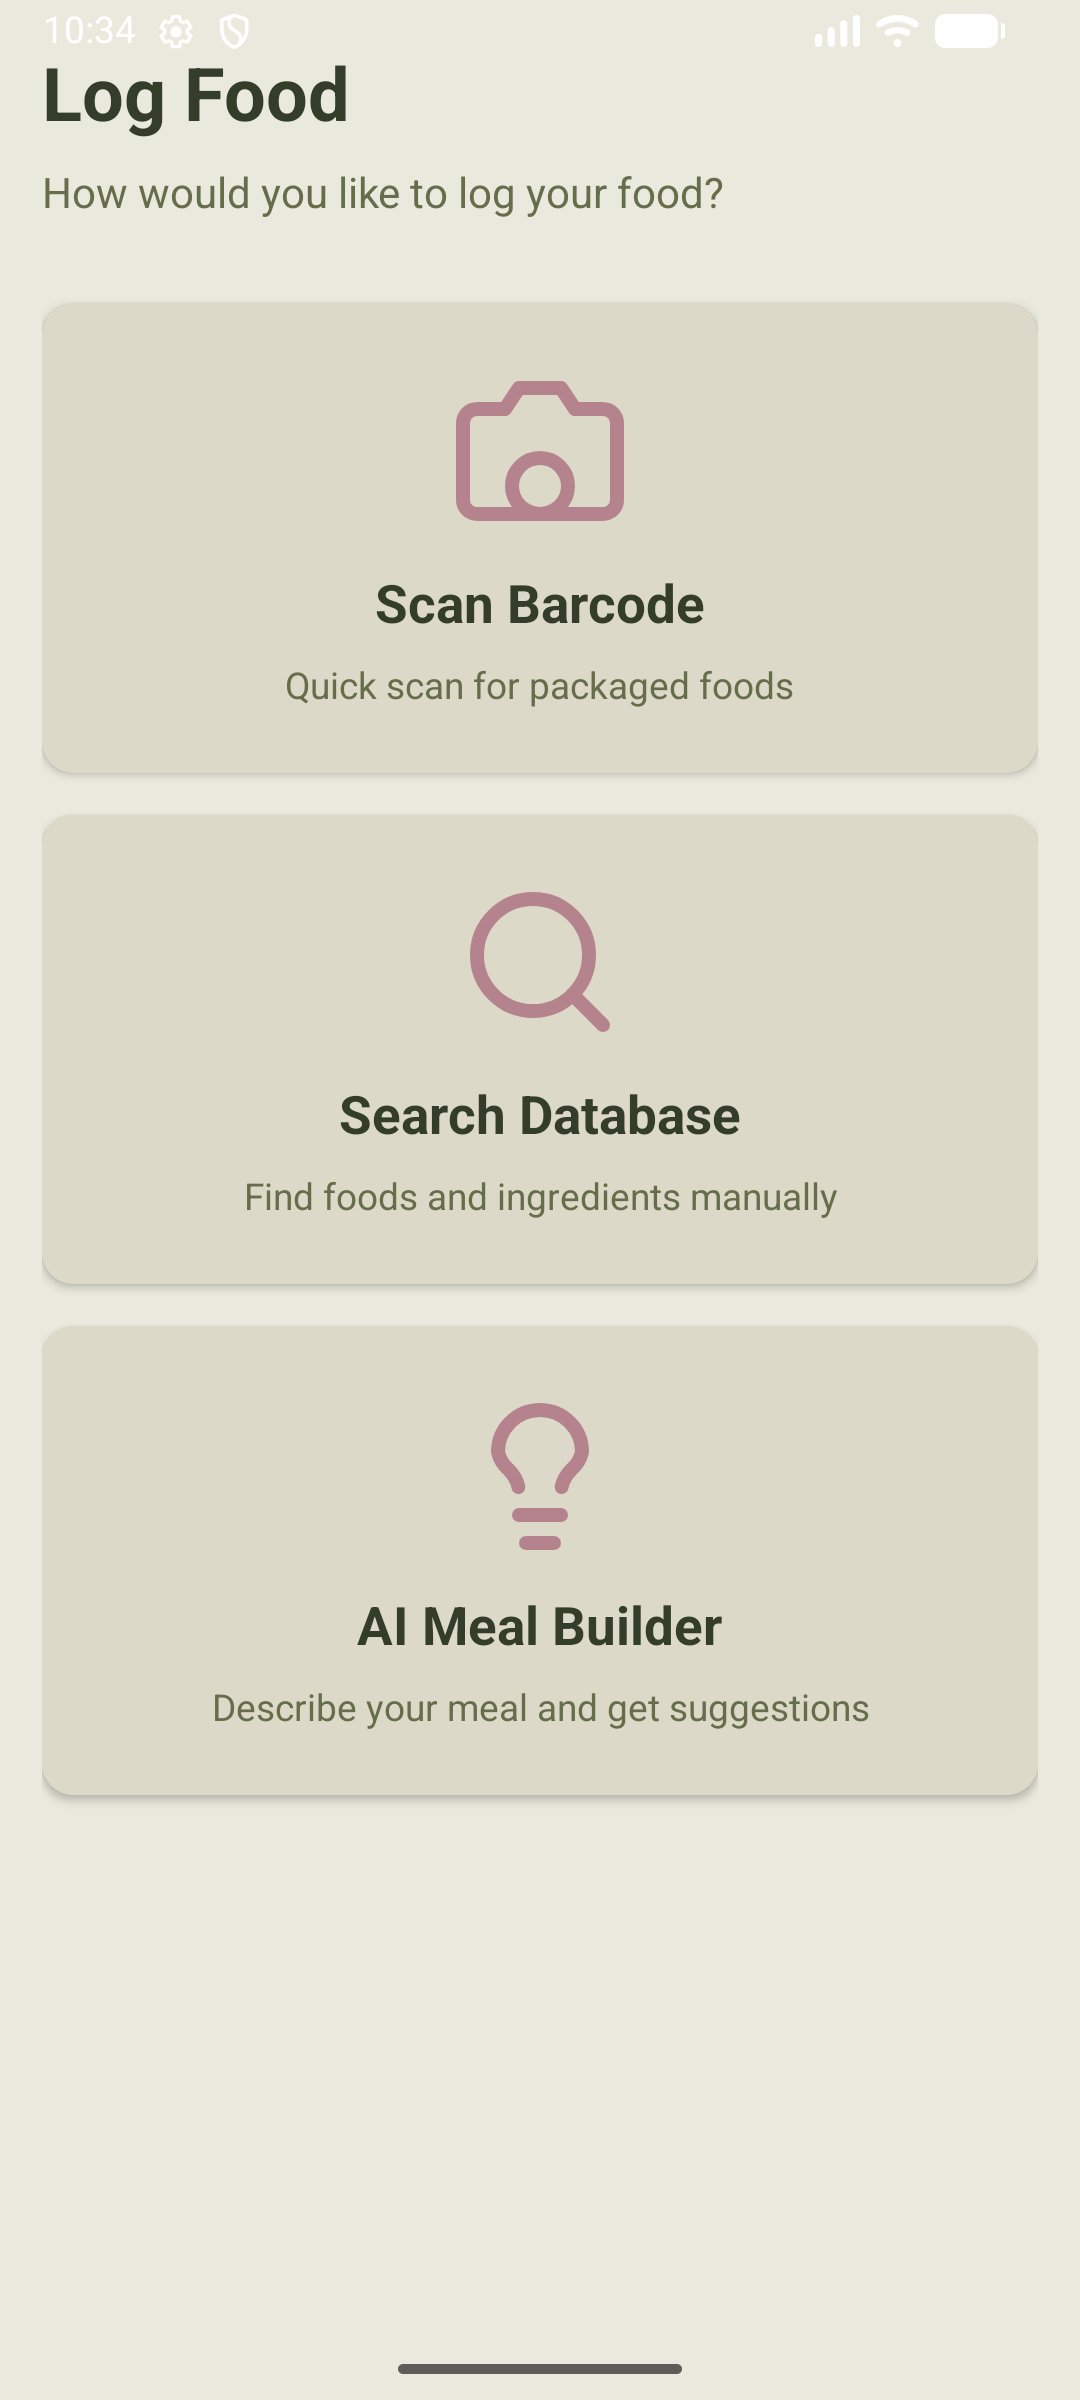 10:34
Log Food
How would you like to log your food?
Scan Barcode
Quick scan for packaged foods
Search Database
Find foods and ingredients manually
AI Meal Builder
Describe your meal and get suggestions